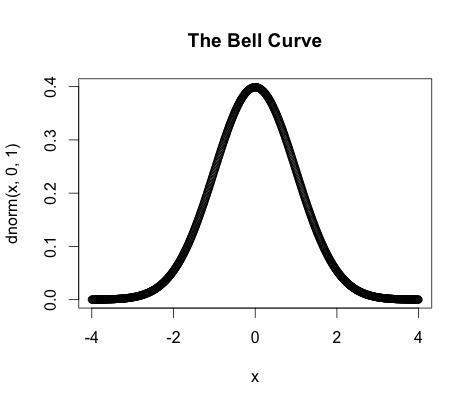 The Bell Curve
dnorm(x, 0, 1)
0.4
0.3
0.2
0.1
0.0
-4 -2 0 2 4
x